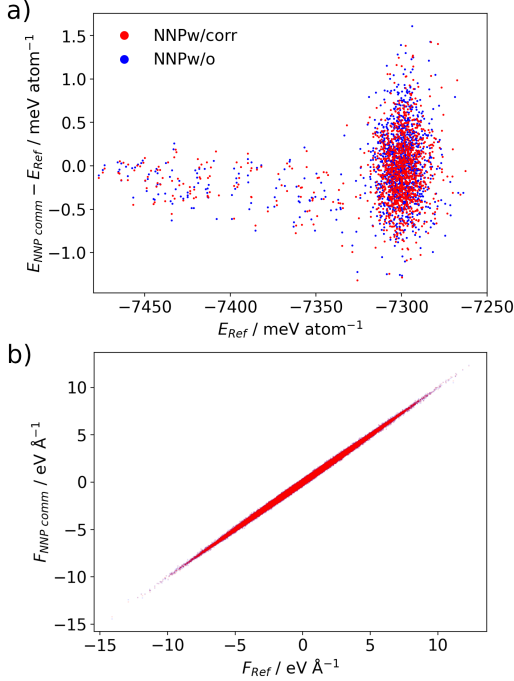 a)
NNPw/corr
NNPw/o
1.5
1.0
0.5
0.0
−0.5
−1.0
E_NNP comm − E_Ref / meV atom⁻¹
−7450 −7400 −7350 −7300 −7250
E_Ref / meV atom⁻¹
b)
10
5
0
−5
−10
−15
F_NNP comm / eV Å⁻¹
−15 −10 −5 0 5 10
F_Ref / eV Å⁻¹